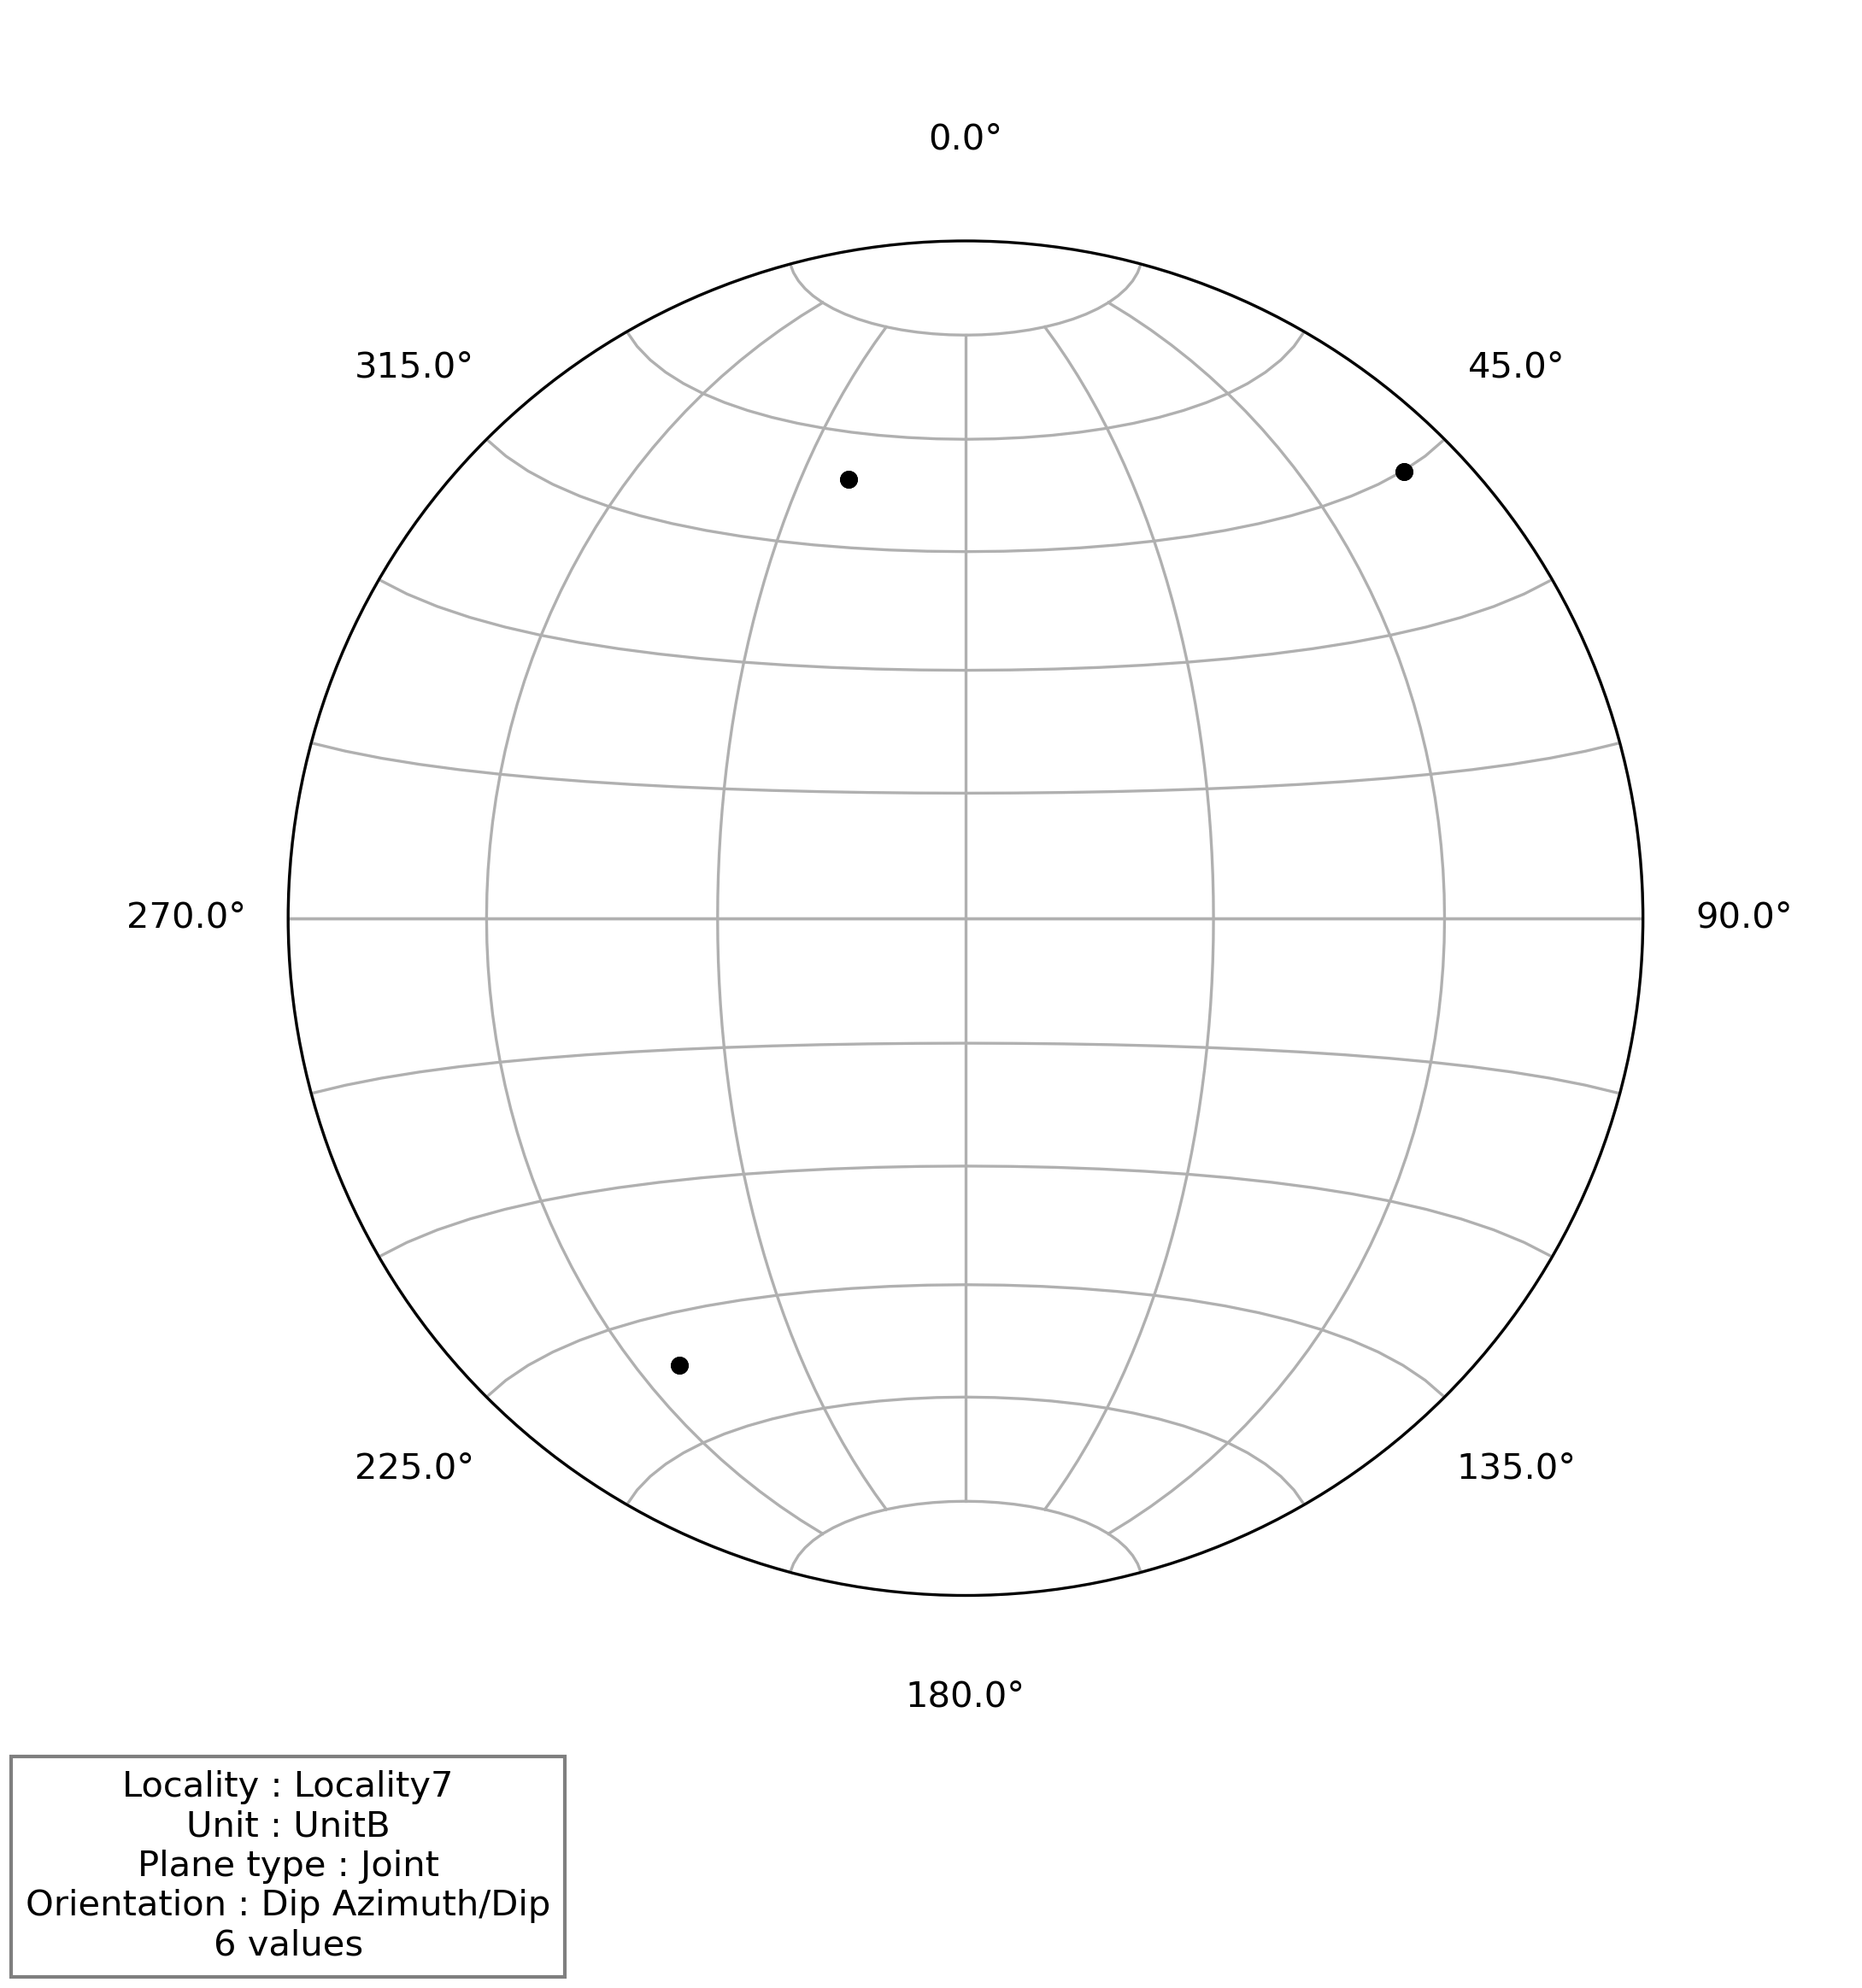 0.0°
315.0°
45.0°
270.0°
90.0°
225.0°
135.0°
180.0°
Locality : Locality7
Unit : UnitB
Plane type : Joint
Orientation : Dip Azimuth/Dip
6 values